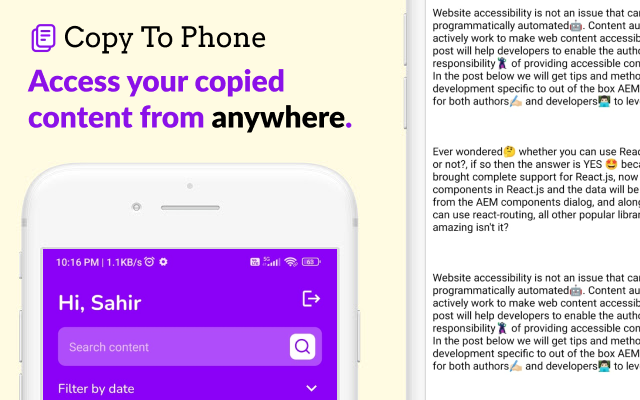 Copy To Phone
Access your copied
content from anywhere.
10:16 PM | 1.1KB/s
5G
63
Hi, Sahir
Search content
Filter by date
Website accessibility is not an issue that can
programmatically automated🤖. Content au
actively work to make web content accessib
post will help developers to enable the autho
responsibility🦹 of providing accessible con
In the post below we will get tips and metho
development specific to out of the box AEM
for both authors✍🏻 and developers👨🏻‍💻 to lev
Ever wondered🤔 whether you can use Reac
or not?, if so then the answer is YES 🤩 beca
brought complete support for React.js, now
components in React.js and the data will be
from the AEM components dialog, and along
can use react-routing, all other popular librar
amazing isn't it?
Website accessibility is not an issue that can
programmatically automated🤖. Content au
actively work to make web content accessib
post will help developers to enable the autho
responsibility🦹 of providing accessible con
In the post below we will get tips and metho
development specific to out of the box AEM
for both authors✍🏻 and developers👨🏻‍💻 to lev